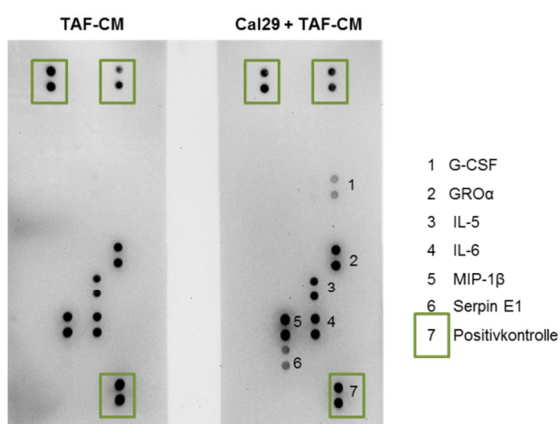 TAF-CM
Cal29 + TAF-CM
1
2
3
5 4
6
7
1 G-CSF
2 GROα
3 IL-5
4 IL-6
5 MIP-1β
6 Serpin E1
7 Positivkontrolle